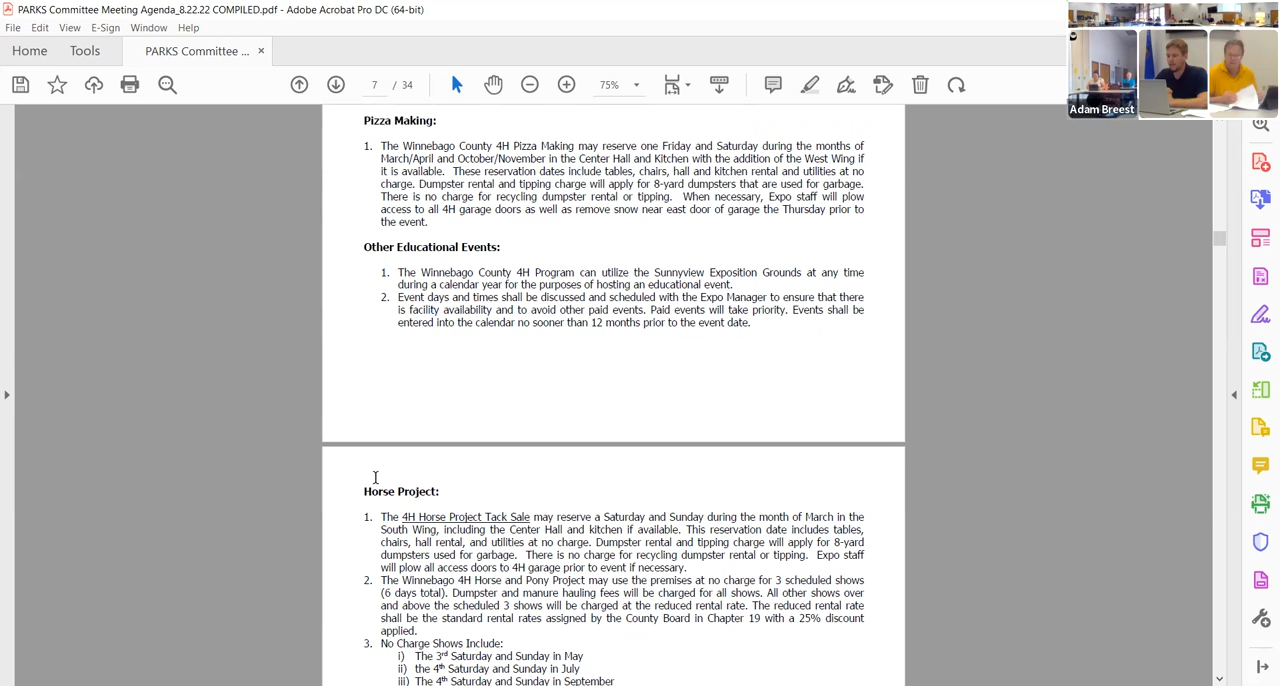 PARKS Committee Meeting Agenda_8.22.22 COMPILED.pdf - Adobe Acrobat Pro DC (64-bit)
File Edit View E-Sign Window Help
Home Tools PARKS Committee ... ×
7 / 34 75%
Adam Breest
Pizza Making:
1. The Winnebago County 4H Pizza Making may reserve one Friday and Saturday during the months of
March/April and October/November in the Center Hall and Kitchen with the addition of the West Wing if
it is available. These reservation dates include tables, chairs, hall and kitchen rental and utilities at no
charge. Dumpster rental and tipping charge will apply for 8-yard dumpsters that are used for garbage.
There is no charge for recycling dumpster rental or tipping. When necessary, Expo staff will plow
access to all 4H garage doors as well as remove snow near east door of garage the Thursday prior to
the event.
Other Educational Events:
1. The Winnebago County 4H Program can utilize the Sunnyview Exposition Grounds at any time
during a calendar year for the purposes of hosting an educational event.
2. Event days and times shall be discussed and scheduled with the Expo Manager to ensure that there
is facility availability and to avoid other paid events. Paid events will take priority. Events shall be
entered into the calendar no sooner than 12 months prior to the event date.
Horse Project:
1. The 4H Horse Project Tack Sale may reserve a Saturday and Sunday during the month of March in the
South Wing, including the Center Hall and kitchen if available. This reservation date includes tables,
chairs, hall rental, and utilities at no charge. Dumpster rental and tipping charge will apply for 8-yard
dumpsters used for garbage. There is no charge for recycling dumpster rental or tipping. Expo staff
will plow all access doors to 4H garage prior to event if necessary.
2. The Winnebago 4H Horse and Pony Project may use the premises at no charge for 3 scheduled shows
(6 days total). Dumpster and manure hauling fees will be charged for all shows. All other shows over
and above the scheduled 3 shows will be charged at the reduced rental rate. The reduced rental rate
shall be the standard rental rates assigned by the County Board in Chapter 19 with a 25% discount
applied.
3. No Charge Shows Include:
i) The 3rd Saturday and Sunday in May
ii) the 4th Saturday and Sunday in July
iii) The 4th Saturday and Sunday in September